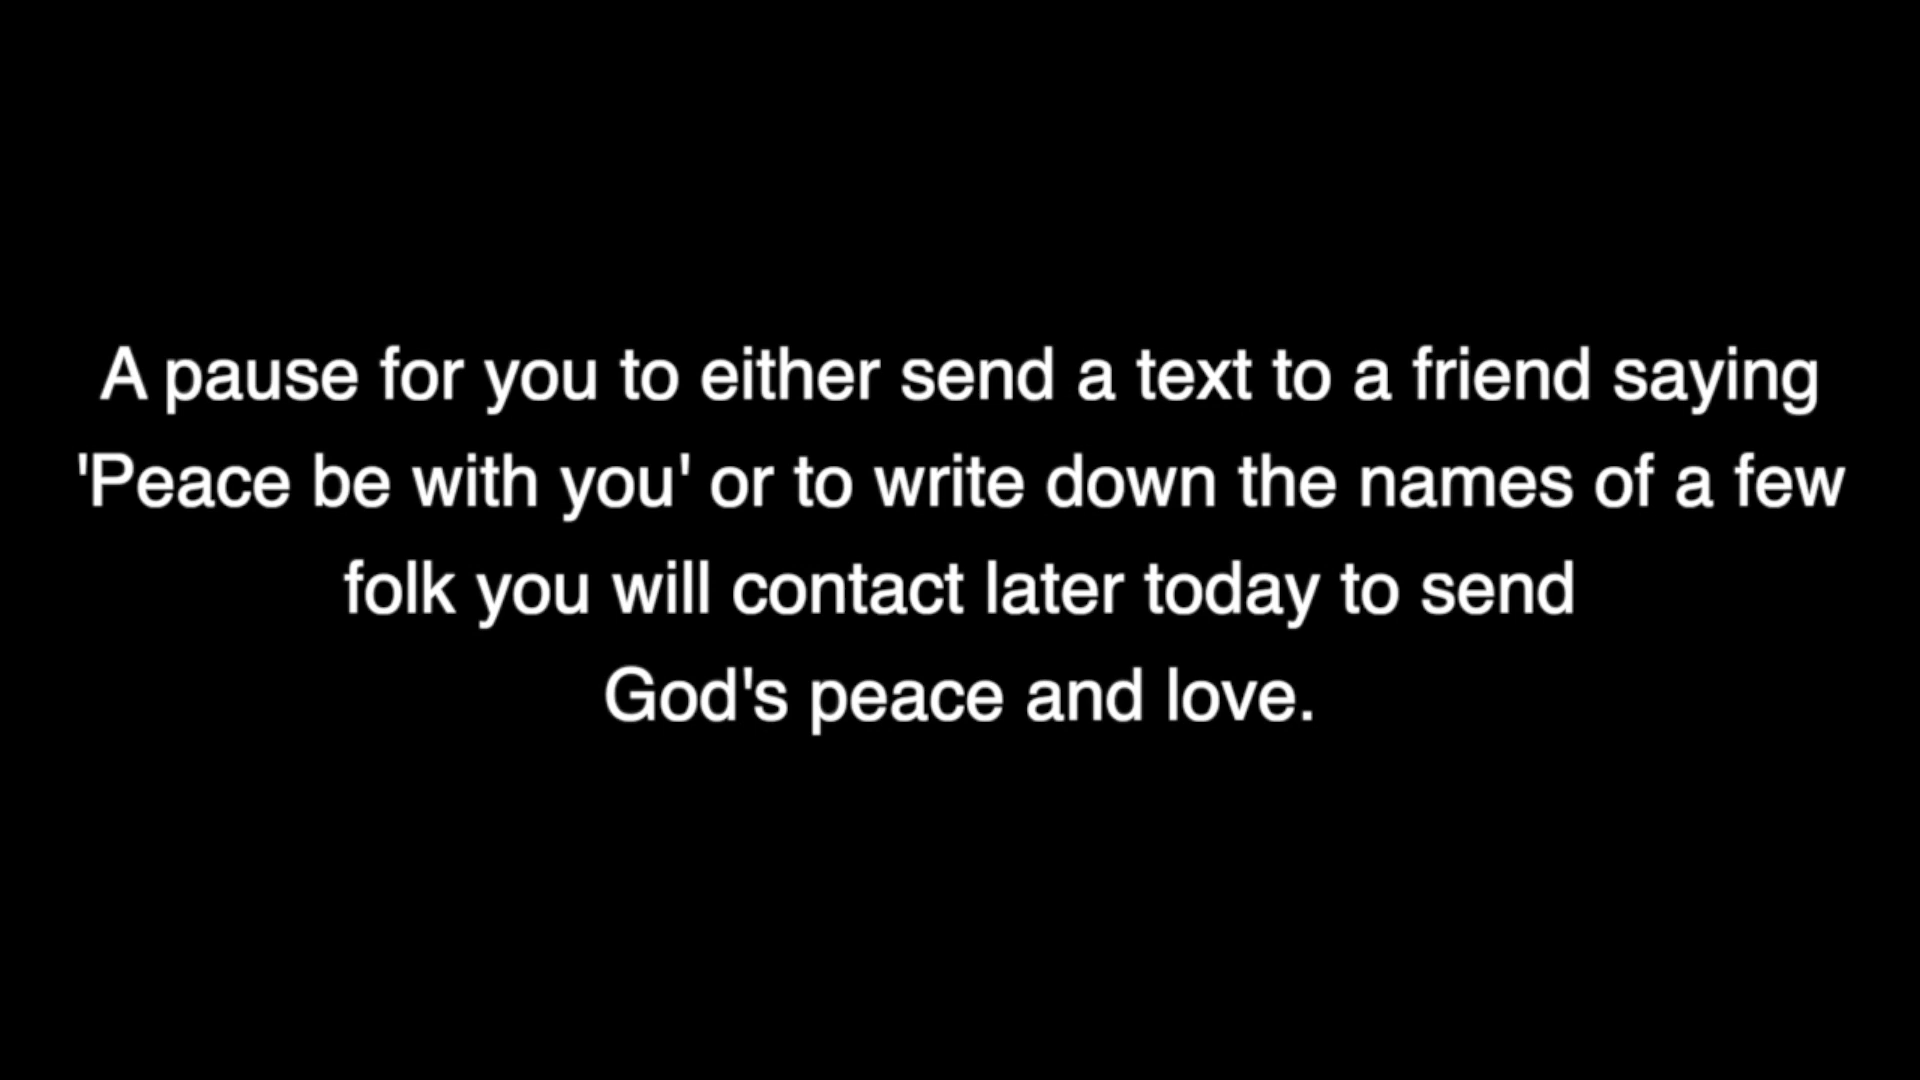 A pause for you to either send a text to a friend saying
'Peace be with you' or to write down the names of a few
folk you will contact later today to send
God's peace and love.